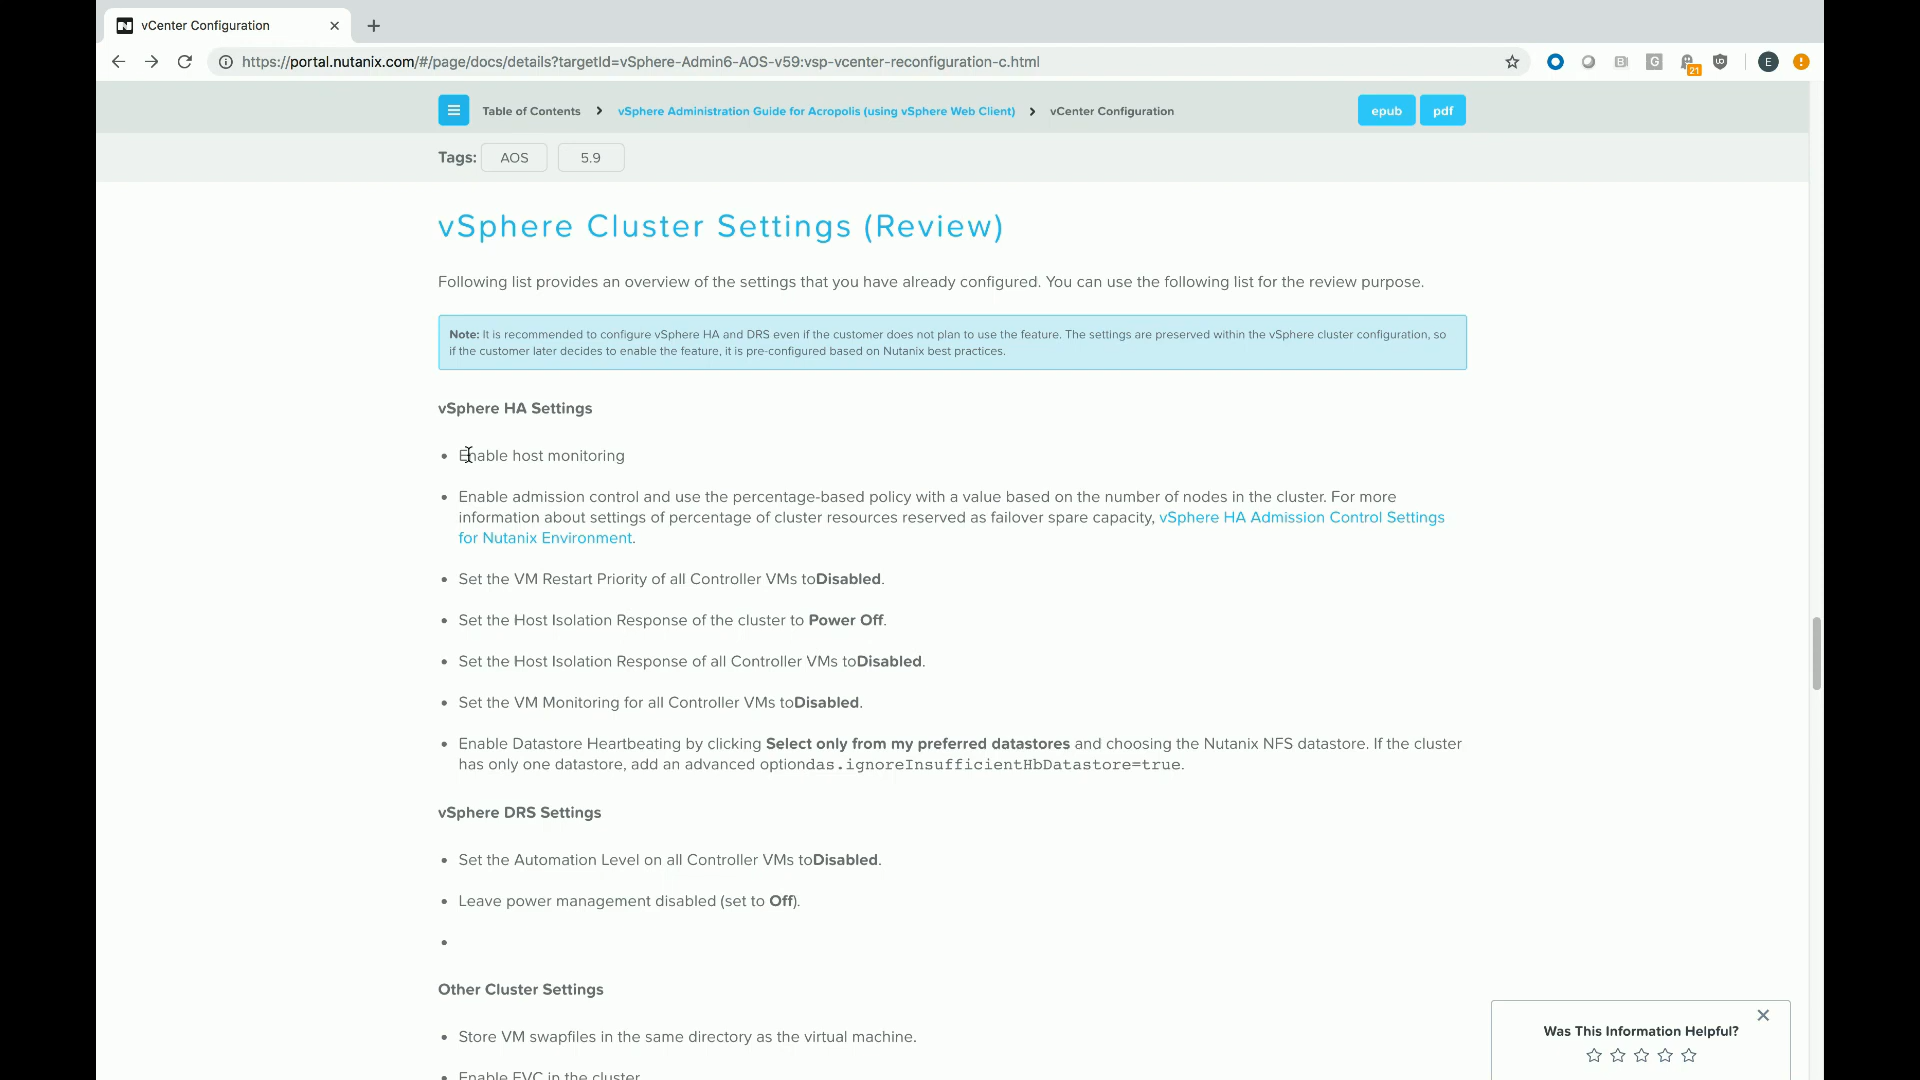 vCenter Configuration
https://portal.nutanix.com/#/page/docs/details?targetId=vSphere-Admin6-AOS-v59:vsp-vcenter-reconfiguration-c.html
21
E
Table of Contents > vSphere Administration Guide for Acropolis (using vSphere Web Client) > vCenter Configuration
epub
pdf
Tags: AOS 5.9
vSphere Cluster Settings (Review)
Following list provides an overview of the settings that you have already configured. You can use the following list for the review purpose.
Note: It is recommended to configure vSphere HA and DRS even if the customer does not plan to use the feature. The settings are preserved within the vSphere cluster configuration, so
if the customer later decides to enable the feature, it is pre-configured based on Nutanix best practices.
vSphere HA Settings
• Enable host monitoring
• Enable admission control and use the percentage-based policy with a value based on the number of nodes in the cluster. For more
information about settings of percentage of cluster resources reserved as failover spare capacity, vSphere HA Admission Control Settings
for Nutanix Environment.
• Set the VM Restart Priority of all Controller VMs toDisabled.
• Set the Host Isolation Response of the cluster to Power Off.
• Set the Host Isolation Response of all Controller VMs toDisabled.
• Set the VM Monitoring for all Controller VMs toDisabled.
• Enable Datastore Heartbeating by clicking Select only from my preferred datastores and choosing the Nutanix NFS datastore. If the cluster
has only one datastore, add an advanced optiondas.ignoreInsufficientHbDatastore=true.
vSphere DRS Settings
• Set the Automation Level on all Controller VMs toDisabled.
• Leave power management disabled (set to Off).
•
Other Cluster Settings
• Store VM swapfiles in the same directory as the virtual machine.
• Enable EVC in the cluster
Was This Information Helpful?